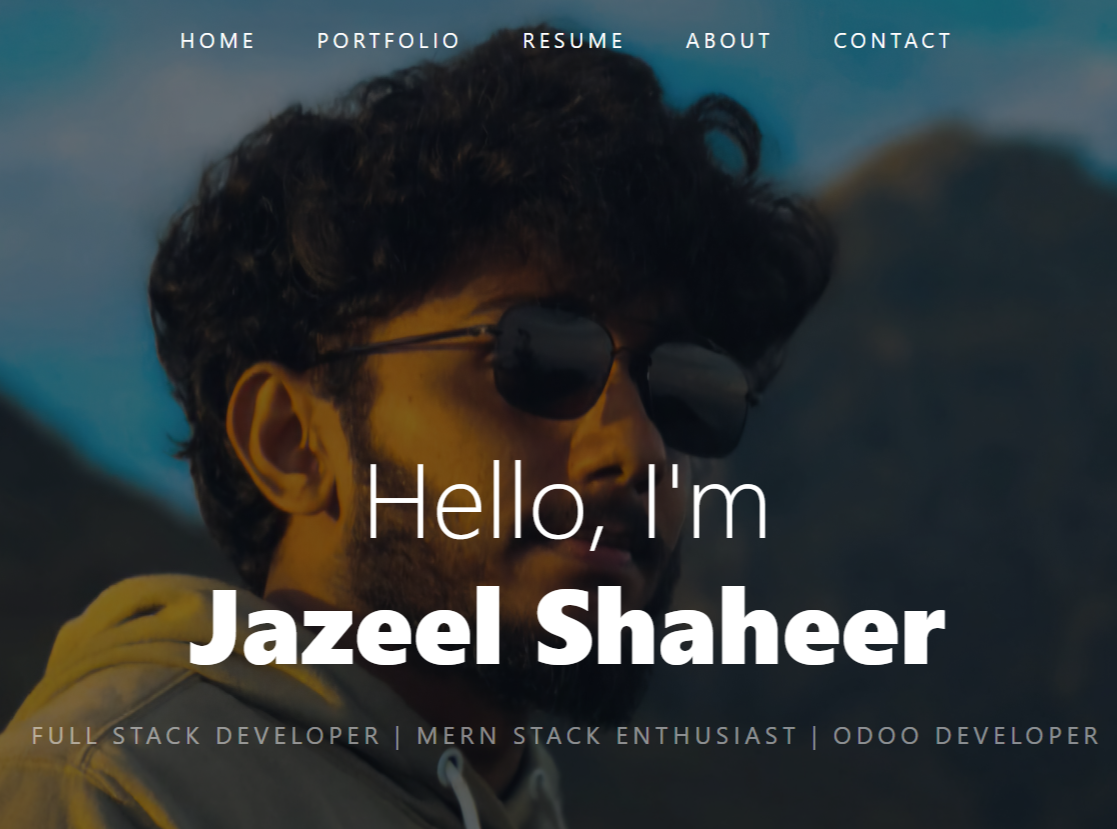 HOME PORTFOLIO RESUME ABOUT CONTACT
Hello, I'm
Jazeel Shaheer
FULL STACK DEVELOPER | MERN STACK ENTHUSIAST | ODOO DEVELOPER